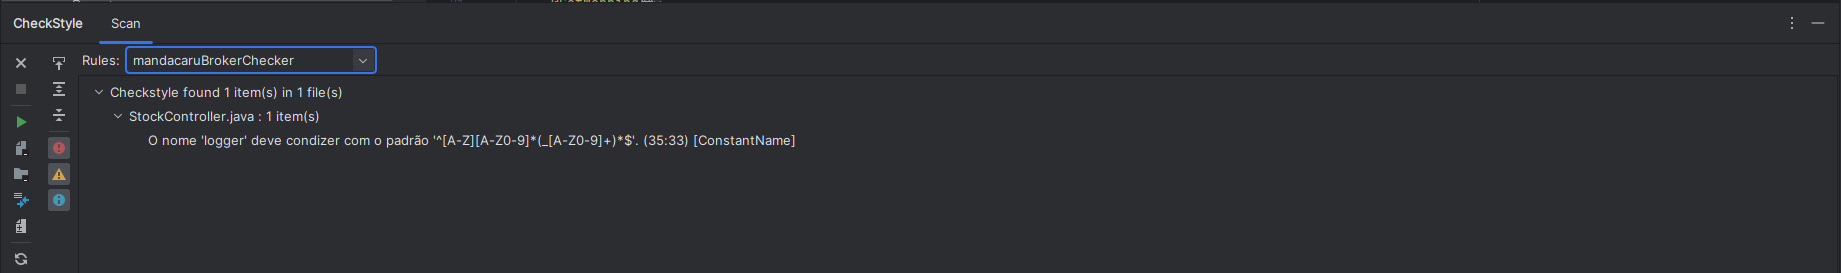 CheckStyle Scan
Rules: mandacaruBrokerChecker
Checkstyle found 1 item(s) in 1 file(s)
StockController.java : 1 item(s)
O nome 'logger' deve condizer com o padrão '^[A-Z][A-Z0-9]*(_[A-Z0-9]+)*$'. (35:33) [ConstantName]